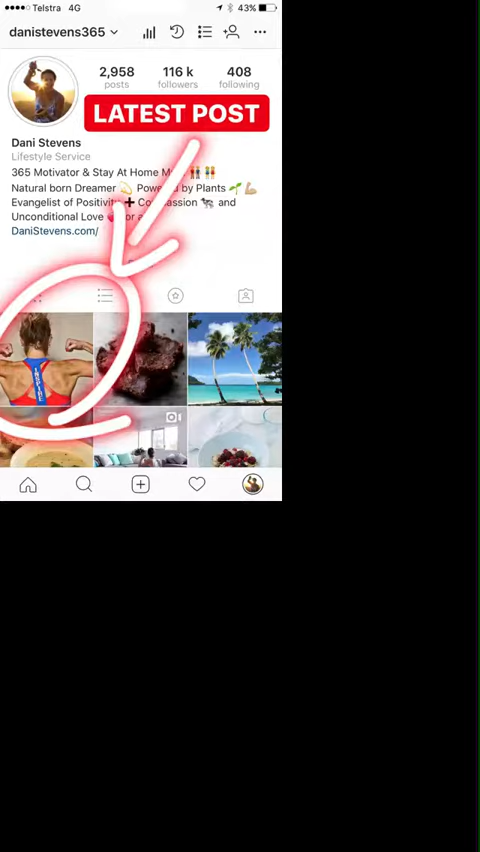 Telstra 4G 43%
danistevens365
2,958 116 k 408
posts followers following
LATEST POST
Dani Stevens
Lifestyle Service
365 Motivator & Stay At Home
Natural born Dreamer 💫 Powered by Plants 🌱💪🏼
Evangelist of Positivity ➕ Compassion 🐄 and
Unconditional Love
DaniStevens.com/
INSPIRE